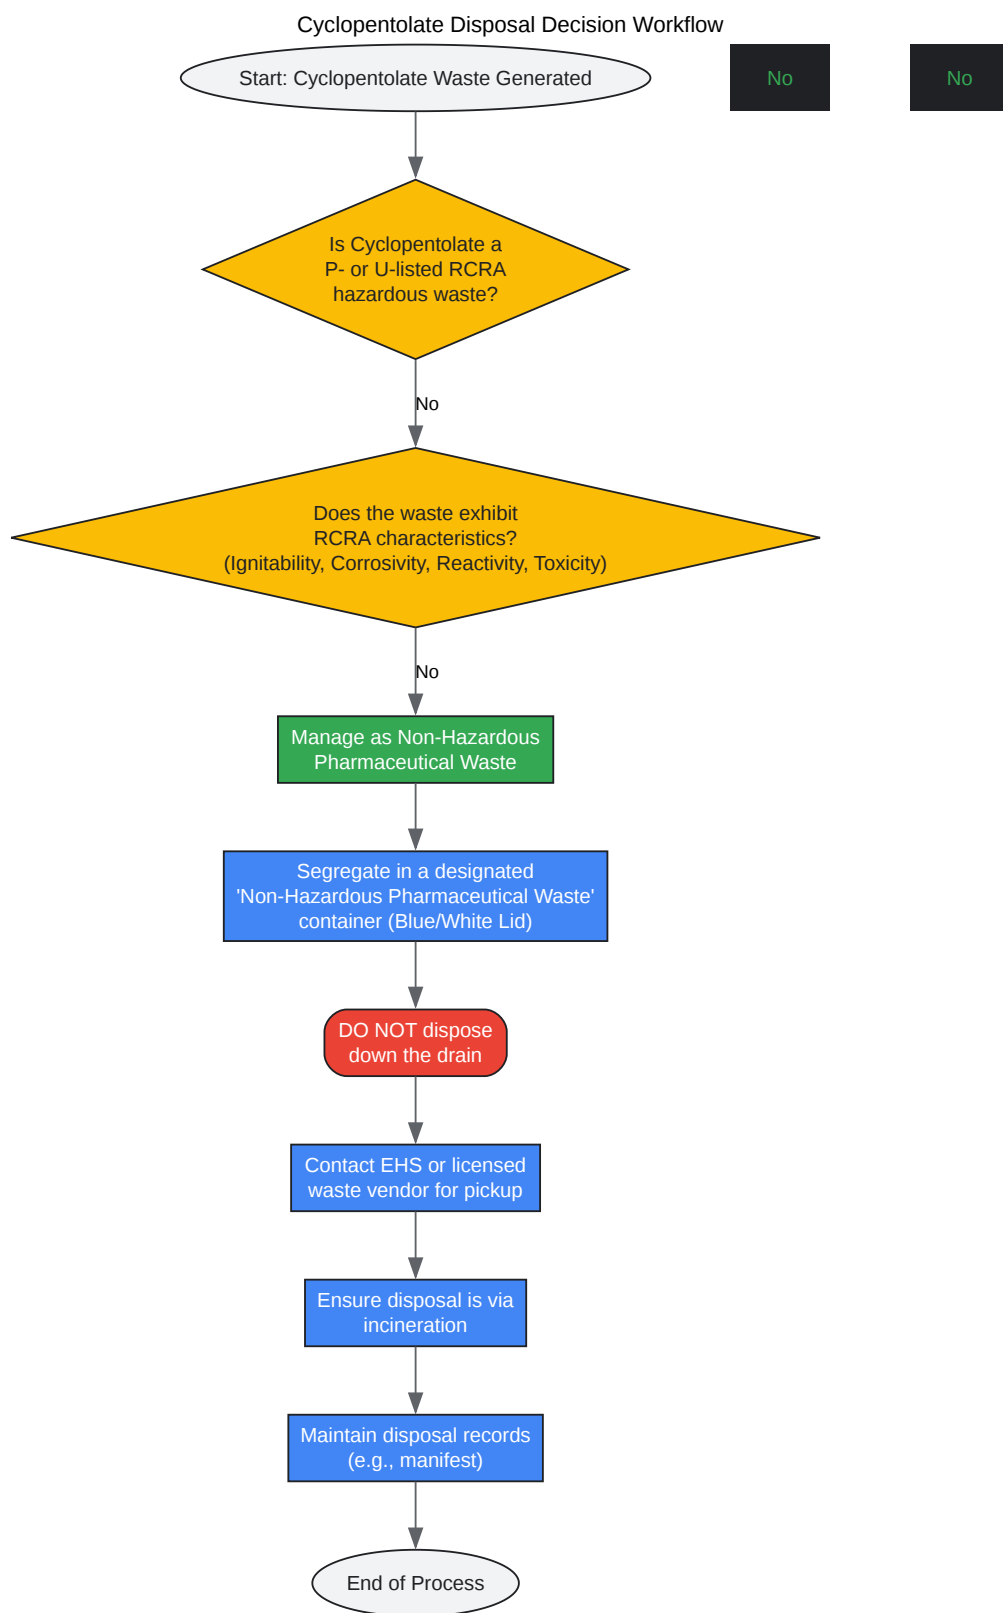 Cyclopentolate Disposal Decision Workflow
Start: Cyclopentolate Waste Generated
No
No
Is Cyclopentolate a
P- or U-listed RCRA
hazardous waste?
No
Does the waste exhibit
RCRA characteristics?
(Ignitability, Corrosivity, Reactivity, Toxicity)
No
Manage as Non-Hazardous
Pharmaceutical Waste
Segregate in a designated
'Non-Hazardous Pharmaceutical Waste'
container (Blue/White Lid)
DO NOT dispose
down the drain
Contact EHS or licensed
waste vendor for pickup
Ensure disposal is via
incineration
Maintain disposal records
(e.g., manifest)
End of Process